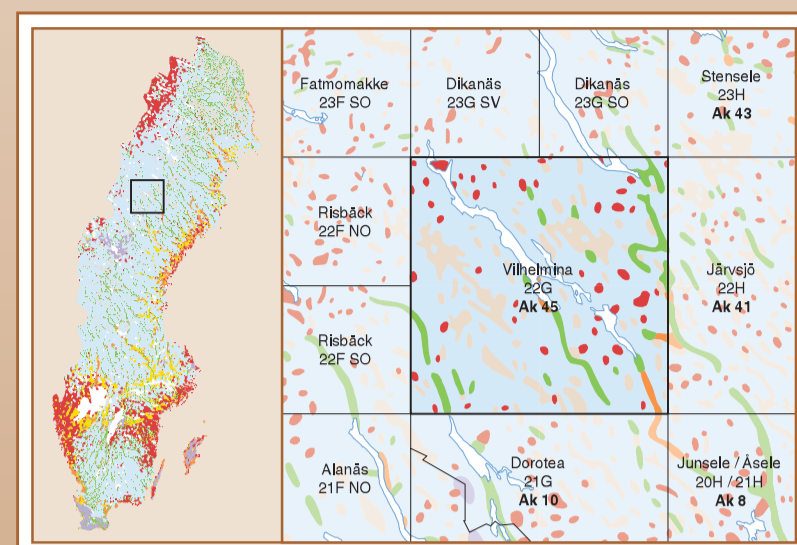 Fatmomakke
23F SO
Dikanäs
23G SV
Dikanäs
23G SO
Stensele
23H
Ak 43
Risbäck
22F NO
Vilhelmina
22G
Ak 45
Järvsjö
22H
Ak 41
Risbäck
22F SO
Alanäs
21F NO
Dorotea
21G
Ak 10
Junsele / Åsele
20H / 21H
Ak 8